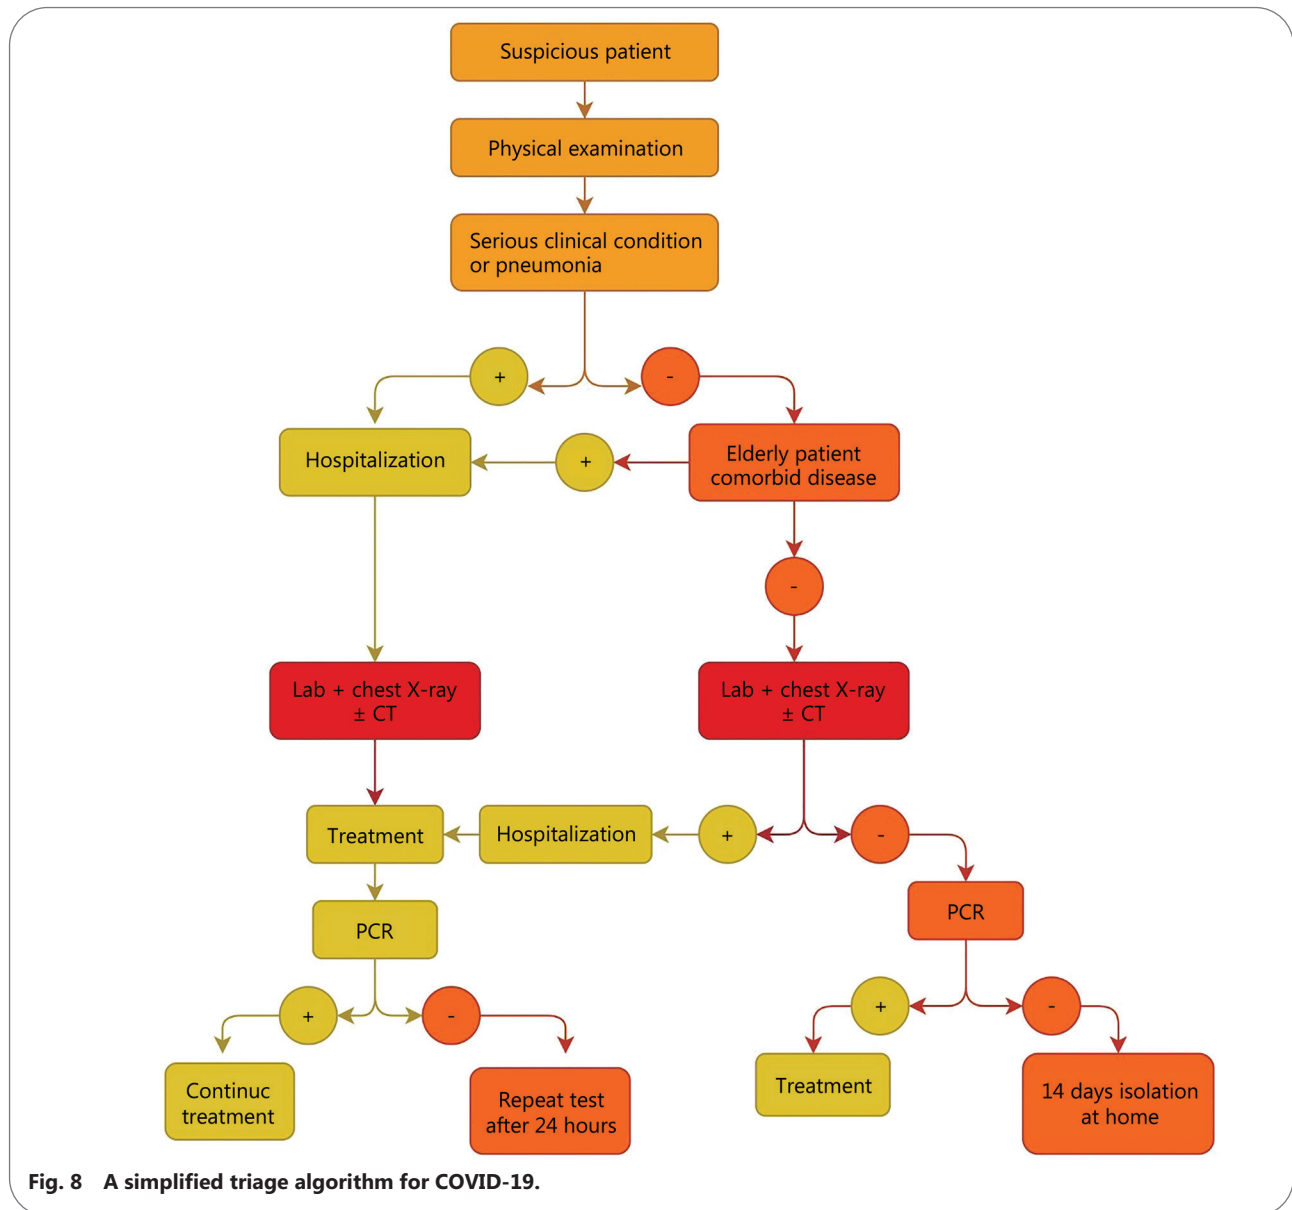 Suspicious patient
Physical examination
Serious clinical condition
or pneumonia
+
-
Hospitalization
+
Elderly patient
comorbid disease
-
Lab + chest X-ray
± CT
Lab + chest X-ray
± CT
Treatment
Hospitalization
+
-
PCR
PCR
+
-
+
-
Continuc
treatment
Repeat test
after 24 hours
Treatment
14 days isolation
at home
Fig. 8 A simplified triage algorithm for COVID-19.